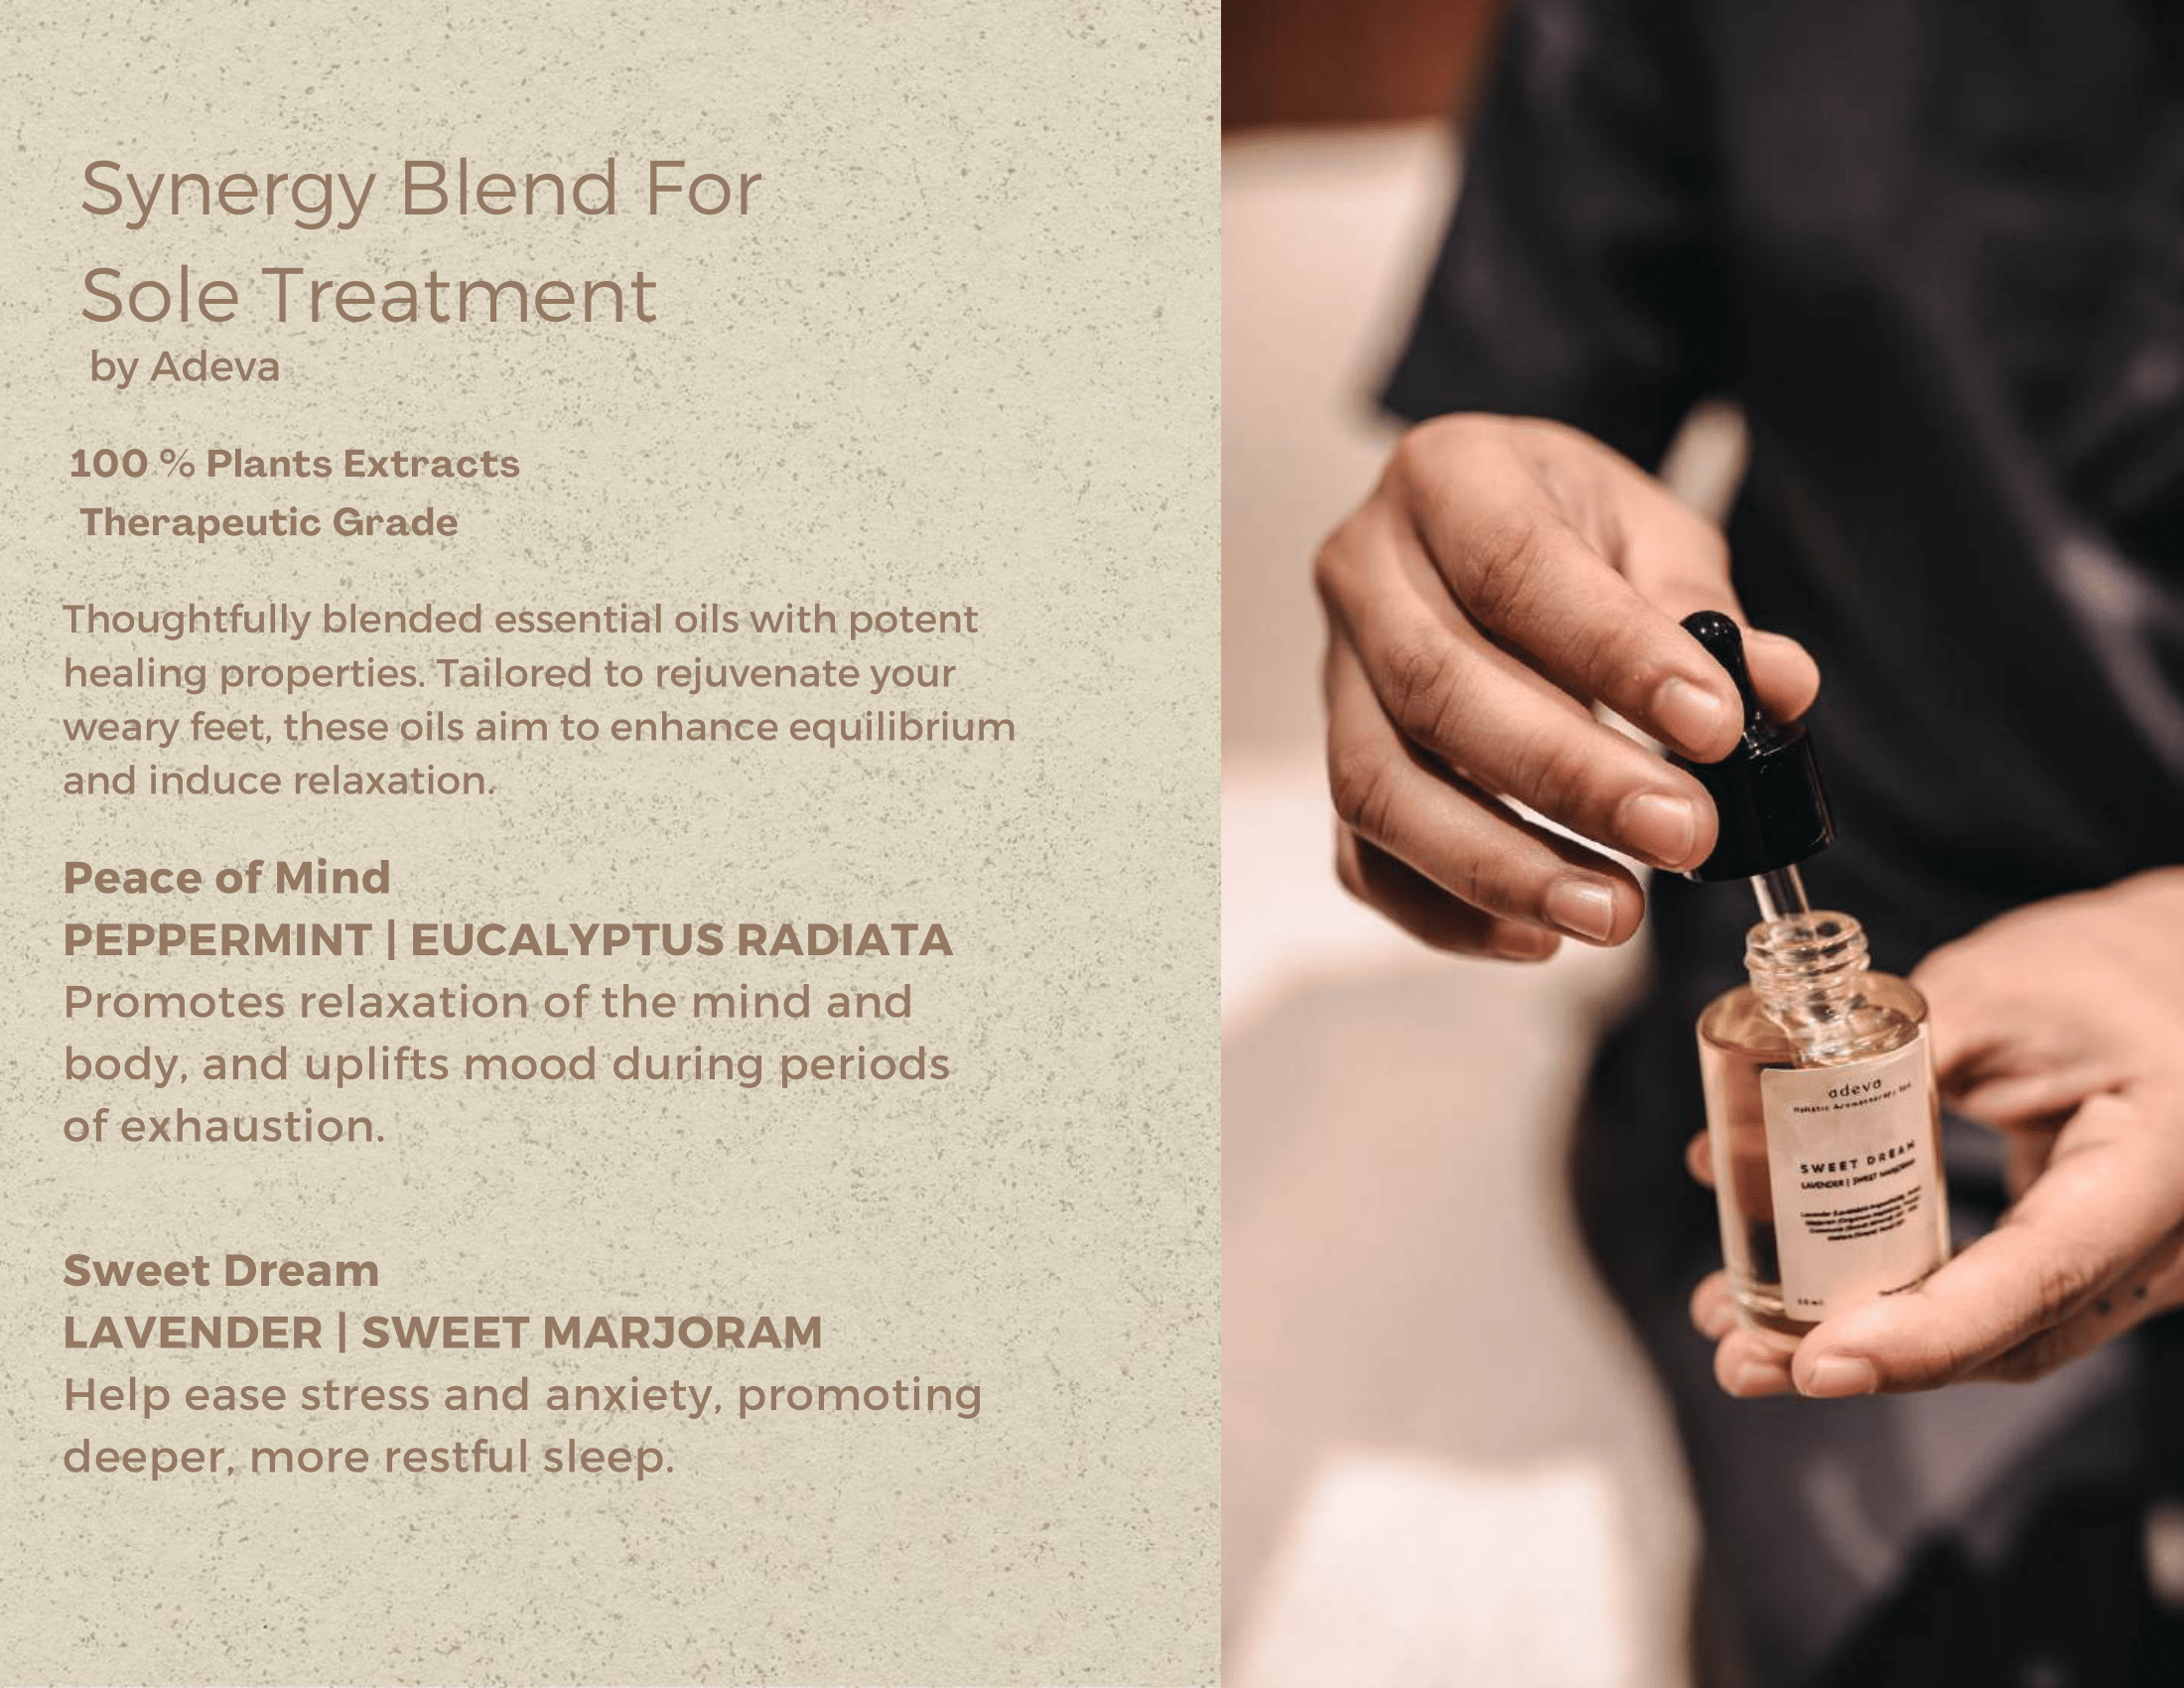 Synergy Blend For
Sole Treatment
by Adeva
100 % Plants Extracts
Therapeutic Grade
Thoughtfully blended essential oils with potent
healing properties. Tailored to rejuvenate your
weary feet, these oils aim to enhance equilibrium
and induce relaxation.
Peace of Mind
PEPPERMINT | EUCALYPTUS RADIATA
Promotes relaxation of the mind and
body, and uplifts mood during periods
of exhaustion.
Sweet Dream
LAVENDER | SWEET MARJORAM
Help ease stress and anxiety, promoting
deeper, more restful sleep.
adeva
SWEET DREAM
LAVENDER | SWEET MARJORAM